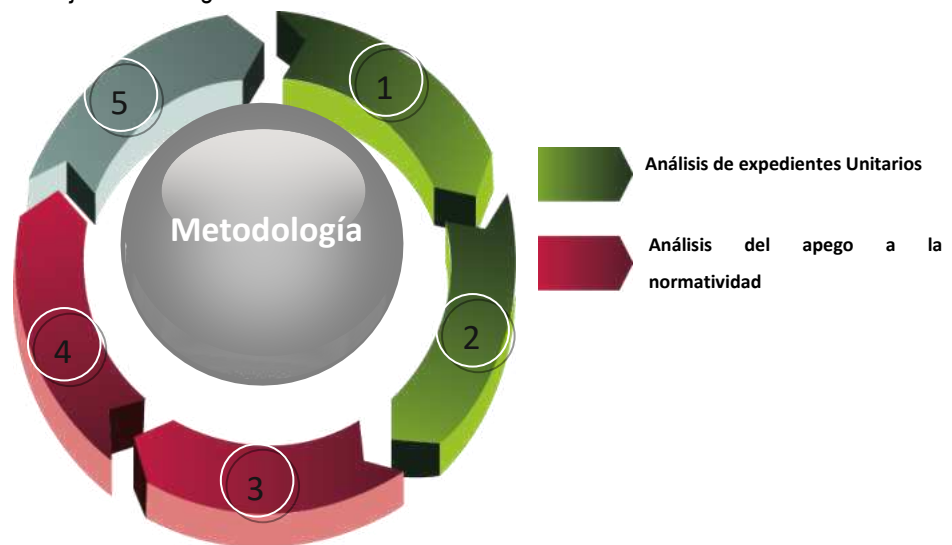 1
5
Análisis de expedientes Unitarios
Metodología
Análisis del apego a la
normatividad
2
4
3